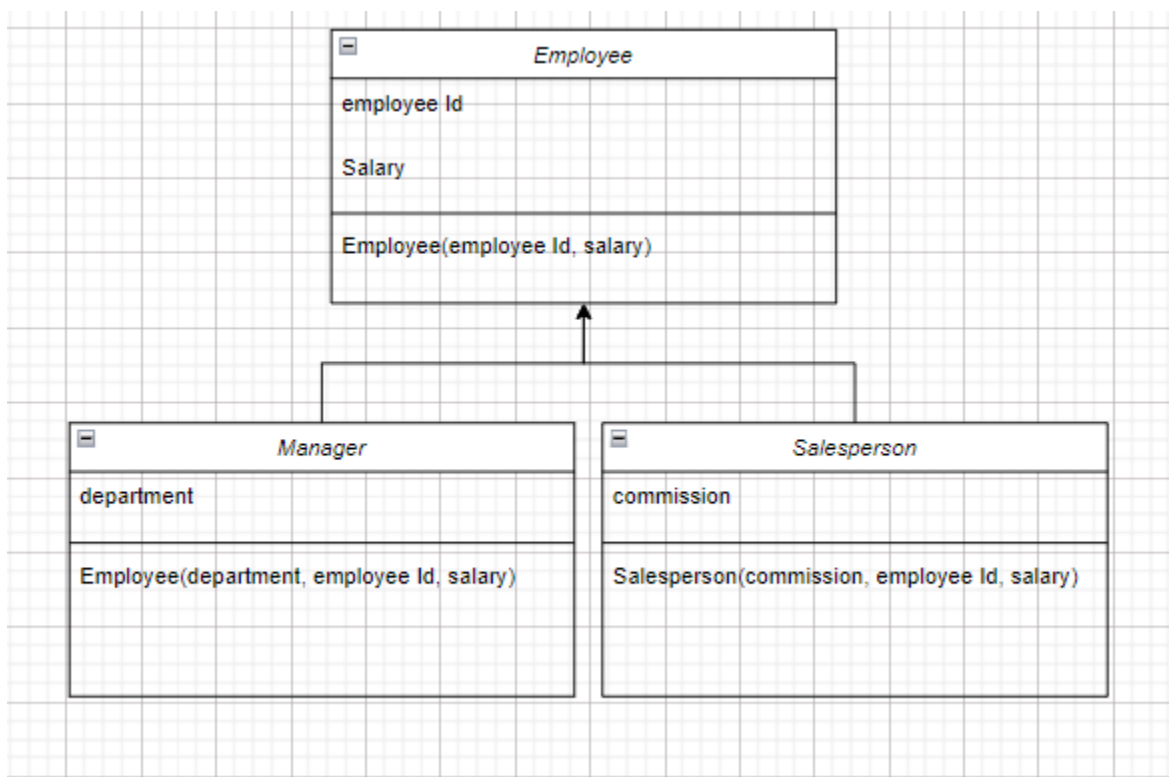 Employee
employee Id
Salary
Employee(employee Id, salary)
Manager
department
Employee(department, employee Id, salary)
Salesperson
commission
Salesperson(commission, employee Id, salary)